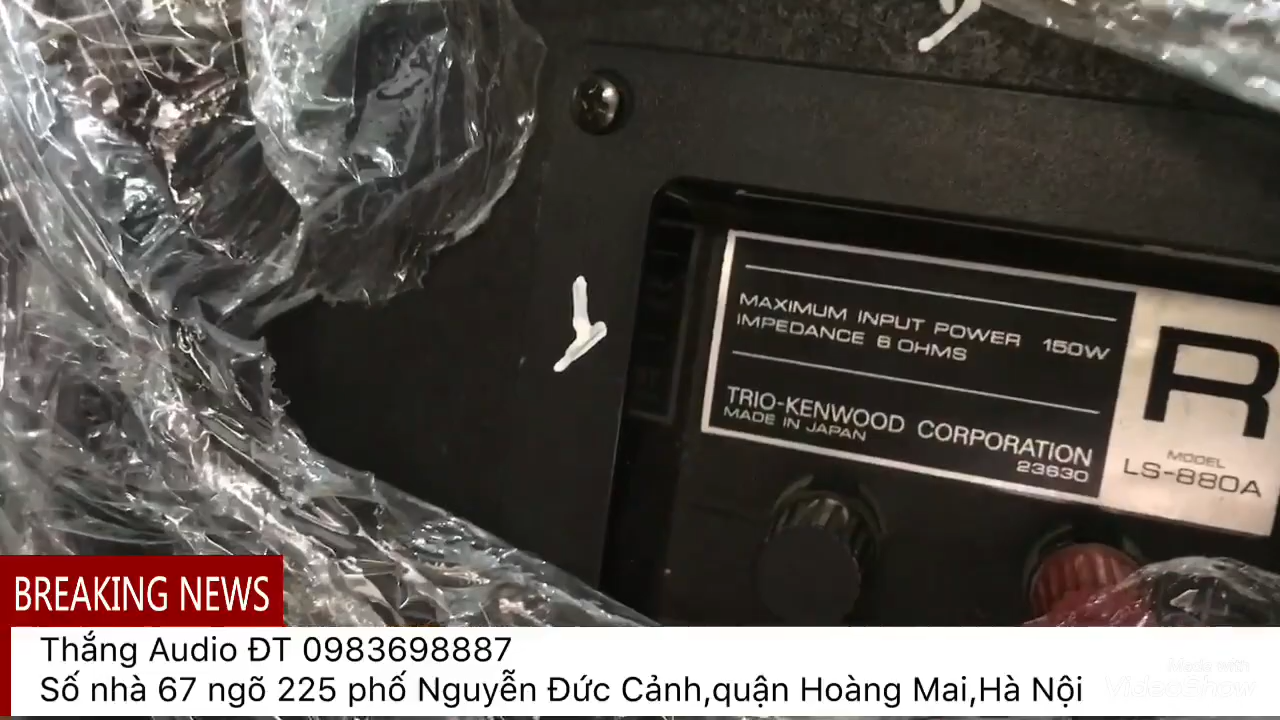 MAXIMUM INPUT POWER 150W
IMPEDANCE 6 OHMS
TRIO-KENWOOD CORPORATION
MADE IN JAPAN
23630
R
MODEL
LS-880A
BREAKING NEWS
Thắng Audio ĐT 0983698887
Số nhà 67 ngõ 225 phố Nguyễn Đức Cảnh,quận Hoàng Mai,Hà Nội
Made with
VideoShow